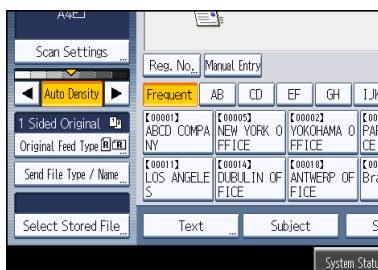 Scan Settings
Reg. No.
Manual Entry
Auto Density
Frequent
AB
CD
EF
GH
IJK
1 Sided Original
Original Feed Type
Send File Type / Name
Select Stored File
[00001]
ABCD COMPA
NY
[00005]
NEW YORK O
FFICE
[00002]
YOKOHAMA O
FFICE
[00011]
LOS ANGELE
S
[00014]
DUBULIN OF
FICE
[00018]
ANTWERP OF
FICE
Text
Subject
System Statu